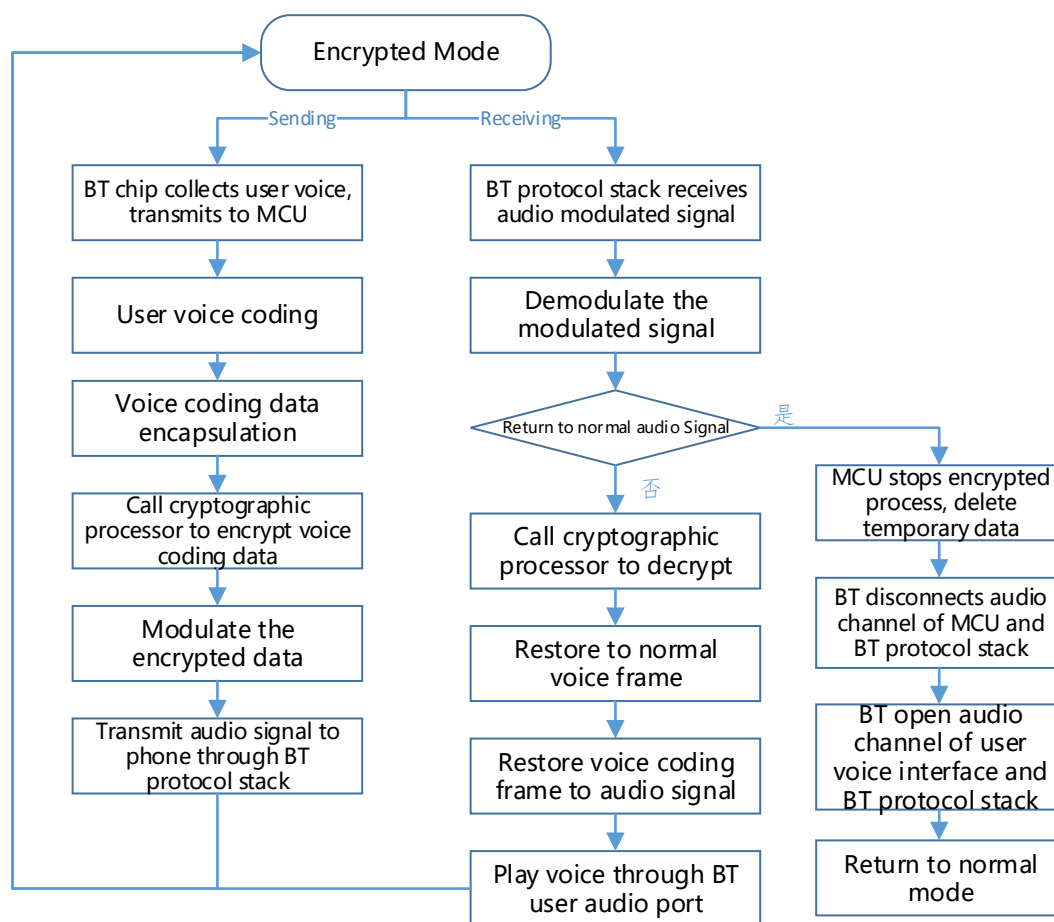 Encrypted Mode
Sending
Receiving
BT chip collects user voice,
transmits to MCU
User voice coding
Voice coding data
encapsulation
Call cryptographic
processor to encrypt voice
coding data
Modulate the
encrypted data
Transmit audio signal to
phone through BT
protocol stack
BT protocol stack receives
audio modulated signal
Demodulate the
modulated signal
Return to normal audio Signal
是
否
Call cryptographic
processor to decrypt
Restore to normal
voice frame
Restore voice coding
frame to audio signal
Play voice through BT
user audio port
MCU stops encrypted
process, delete
temporary data
BT disconnects audio
channel of MCU and
BT protocol stack
BT open audio
channel of user
voice interface and
BT protocol stack
Return to normal
mode